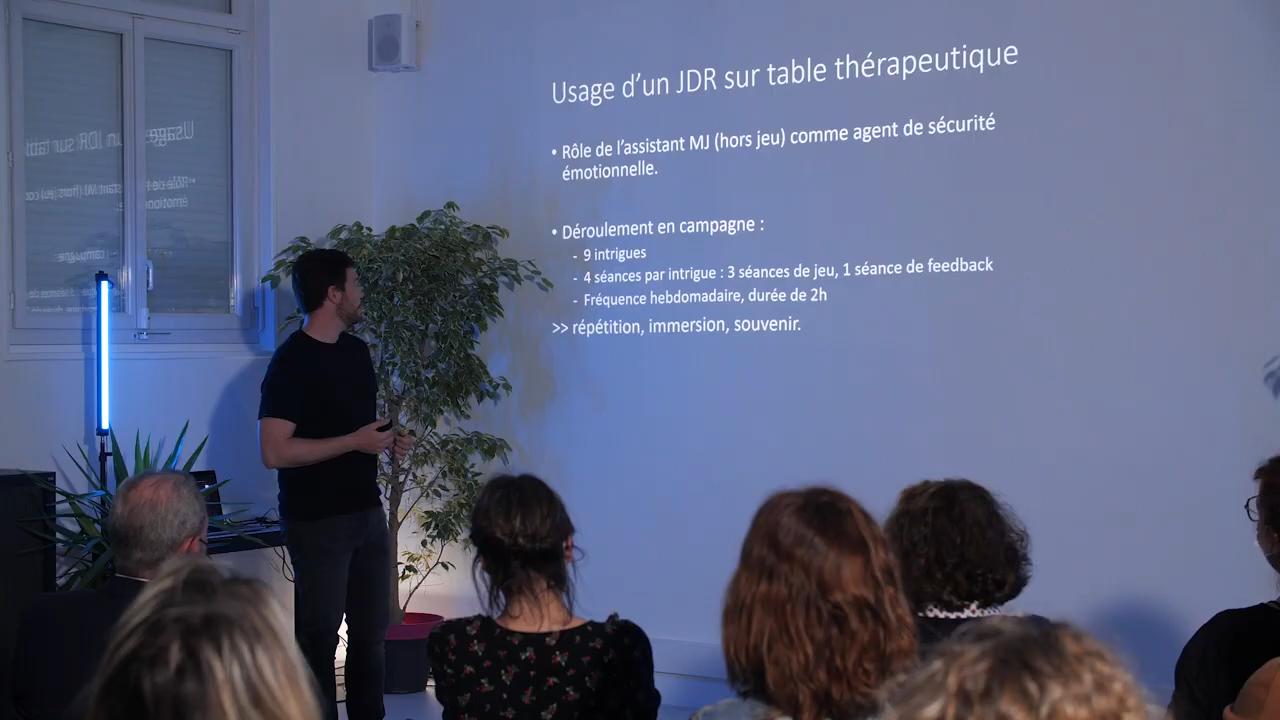 Usage d'un JDR sur table thérapeutique
• Rôle de l'assistant MJ (hors jeu) comme agent de sécurité
émotionnelle.
• Déroulement en campagne :
- 9 intrigues
- 4 séances par intrigue : 3 séances de jeu, 1 séance de feedback
- Fréquence hebdomadaire, durée de 2h
>> répétition, immersion, souvenir.